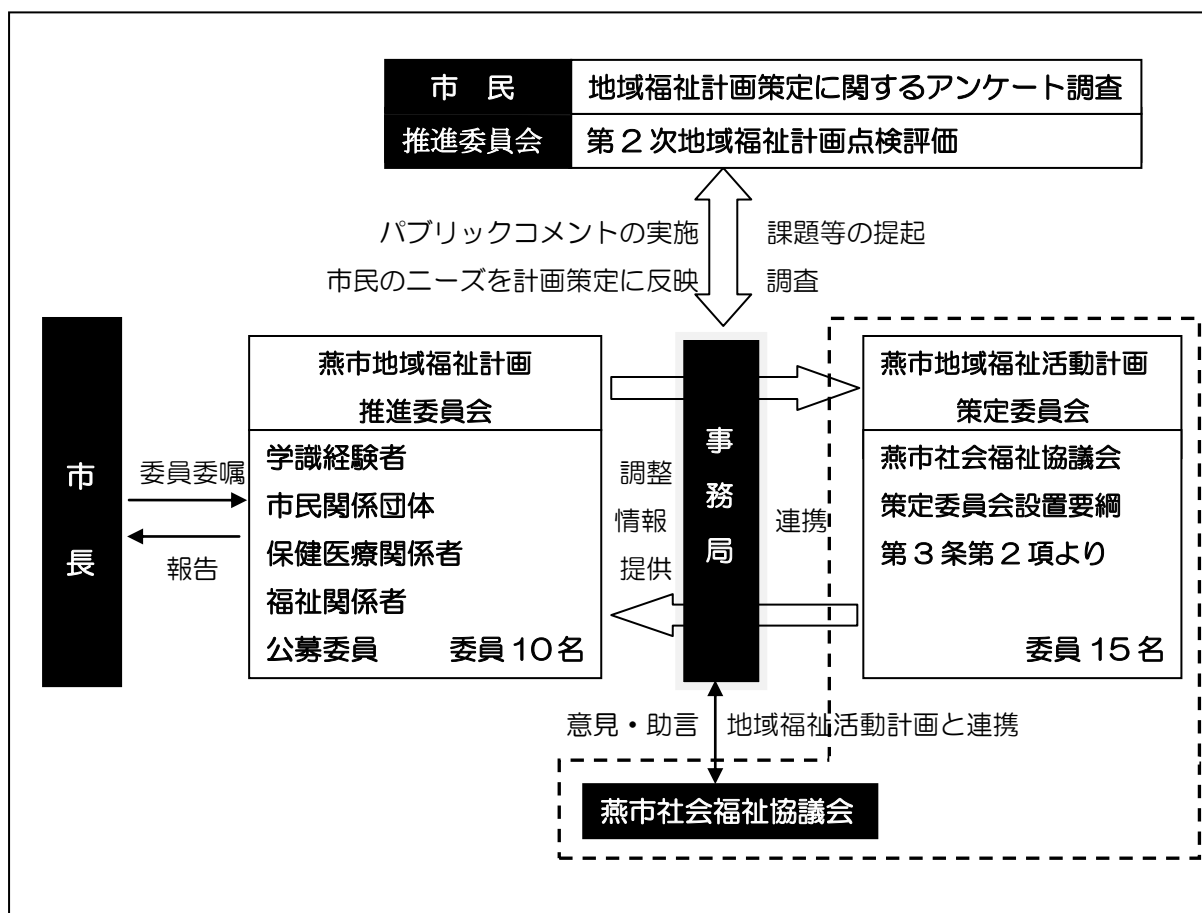 市 民 地域福祉計画策定に関するアンケート調査
推進委員会 第2次地域福祉計画点検評価
パブリックコメントの実施 課題等の提起
市民のニーズを計画策定に反映 調査
市長
委員委嘱
報告
燕市地域福祉計画
推進委員会
学識経験者
市民関係団体
保健医療関係者
福祉関係者
公募委員 委員10名
調整
情報
提供
事務局
連携
燕市地域福祉活動計画
策定委員会
燕市社会福祉協議会
策定委員会設置要綱
第3条第2項より
委員15名
意見・助言 地域福祉活動計画と連携
燕市社会福祉協議会